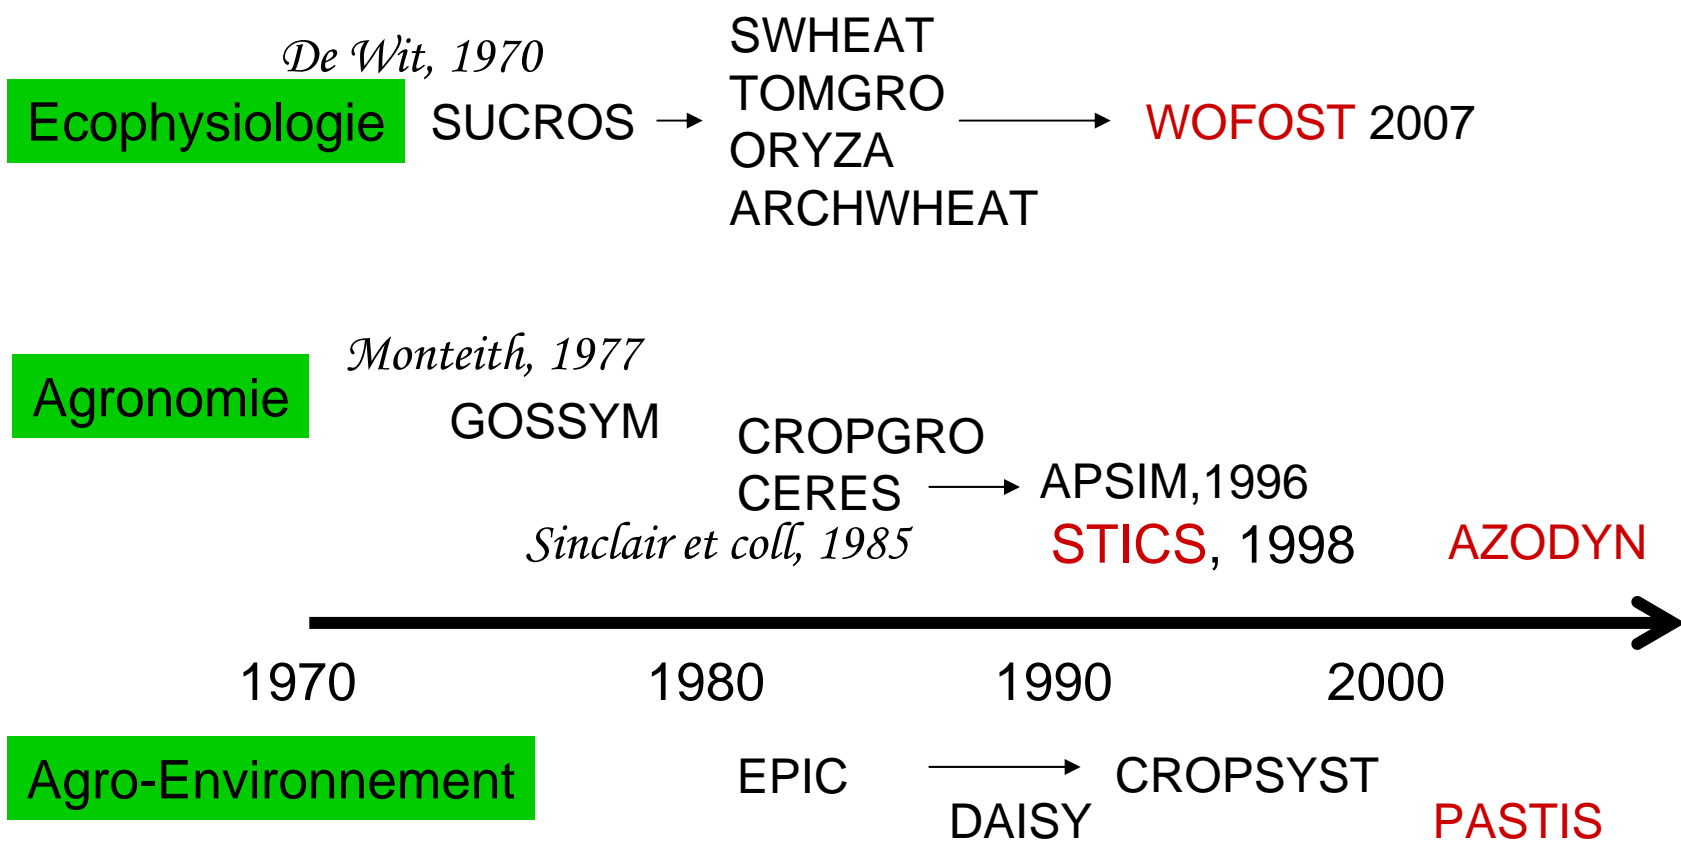 De Wit, 1970
Ecophysiologie
SUCROS
SWHEAT
TOMGRO
ORYZA
ARCHWHEAT
WOFOST 2007
Monteith, 1977
Agronomie
GOSSYM
CROPGRO
CERES
APSIM,1996
Sinclair et coll, 1985
STICS, 1998
AZODYN
1970
1980
1990
2000
Agro-Environnement
EPIC
CROPSYST
DAISY
PASTIS